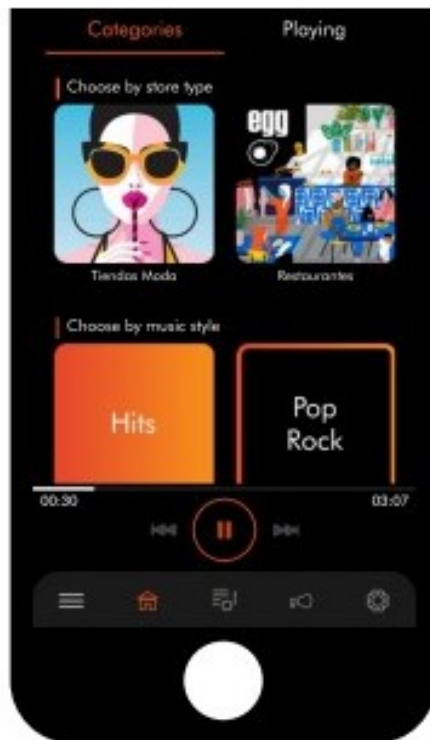 Categories Playing
Choose by store type
egg
Tiendas Moda Restaurantes
Choose by music style
Hits
Pop
Rock
00:30 03:07